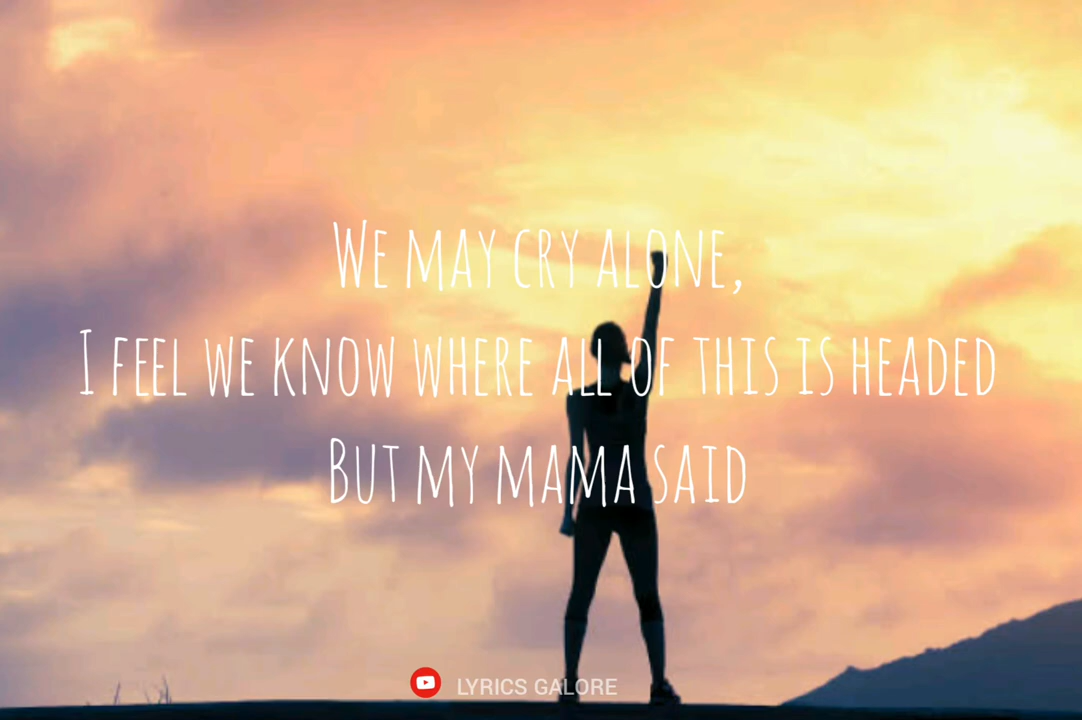 We may cry alone,
I feel we know where all of this is headed
But my mama said
LYRICS GALORE